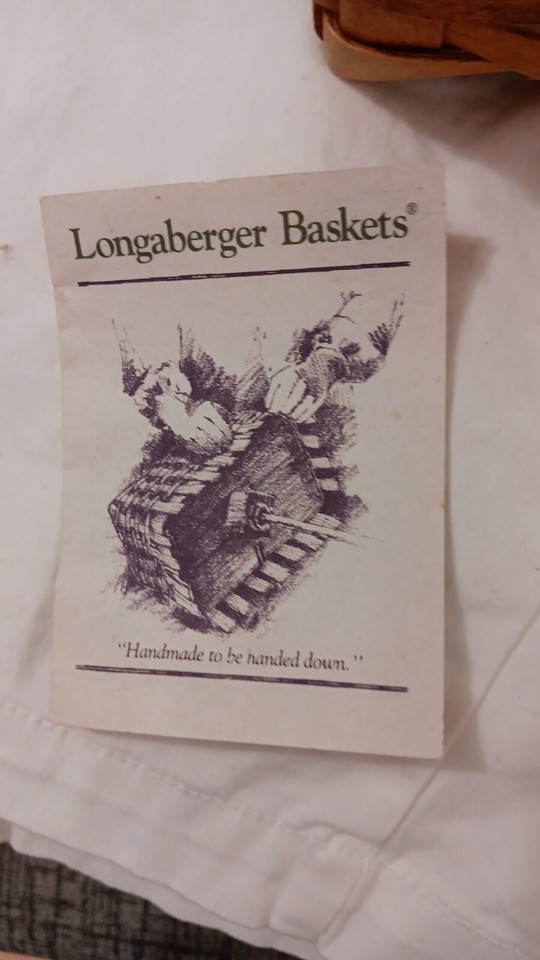 Longaberger Baskets®
“Handmade to be handed down.”